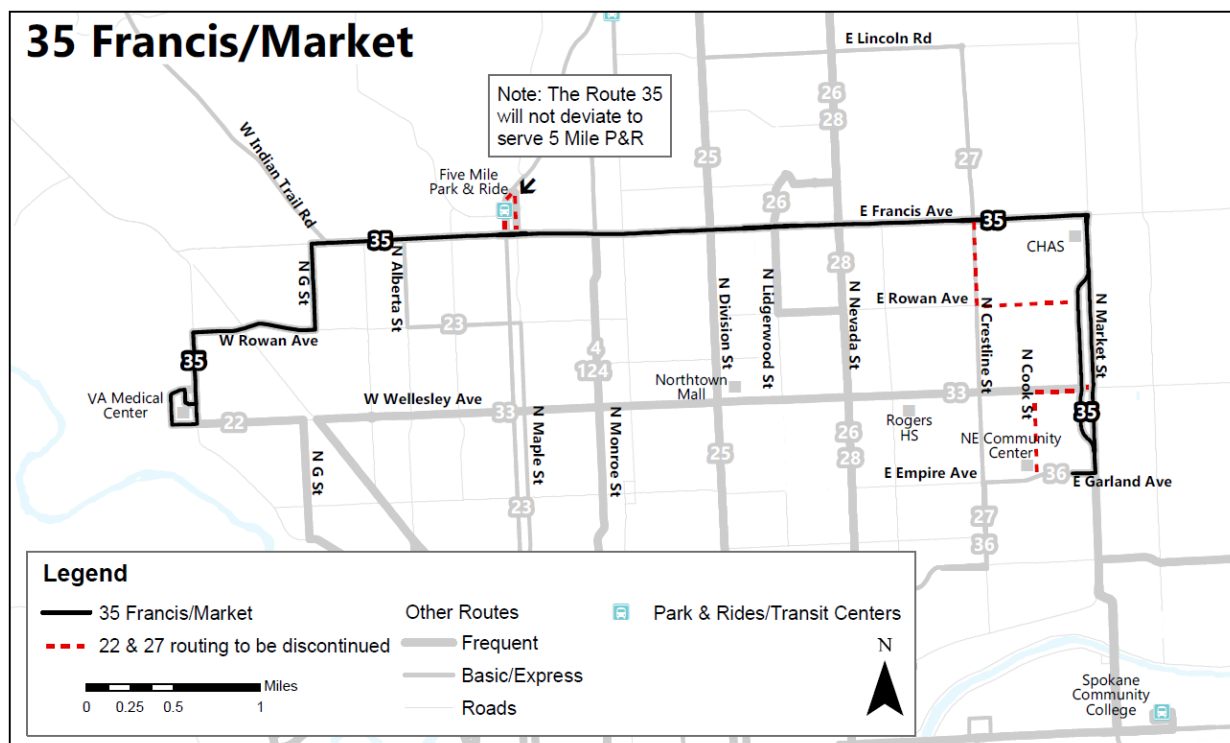 35 Francis/Market
E Lincoln Rd
Note: The Route 35
will not deviate to
serve 5 Mile P&R
26
28
W Indian Trail Rd
25
27
Five Mile
Park & Ride
26
E Francis Ave
35
35
CHAS
N G St
N Alberta St
28
N Division St
N Lidgerwood St
N Nevada St
E Rowan Ave
N Crestline St
N Market St
23
W Rowan Ave
4
124
35
N Cook St
VA Medical
Center
Northtown
Mall
W Wellesley Ave
33
33
22
N Maple St
N Monroe St
Rogers
HS
35
26
28
NE Community
Center
N G St
25
E Empire Ave
36
E Garland Ave
23
27
36
Legend
35 Francis/Market
22 & 27 routing to be discontinued
Miles
0 0.25 0.5 1
Other Routes
Frequent
Basic/Express
Roads
Park & Rides/Transit Centers
N
Spokane
Community
College